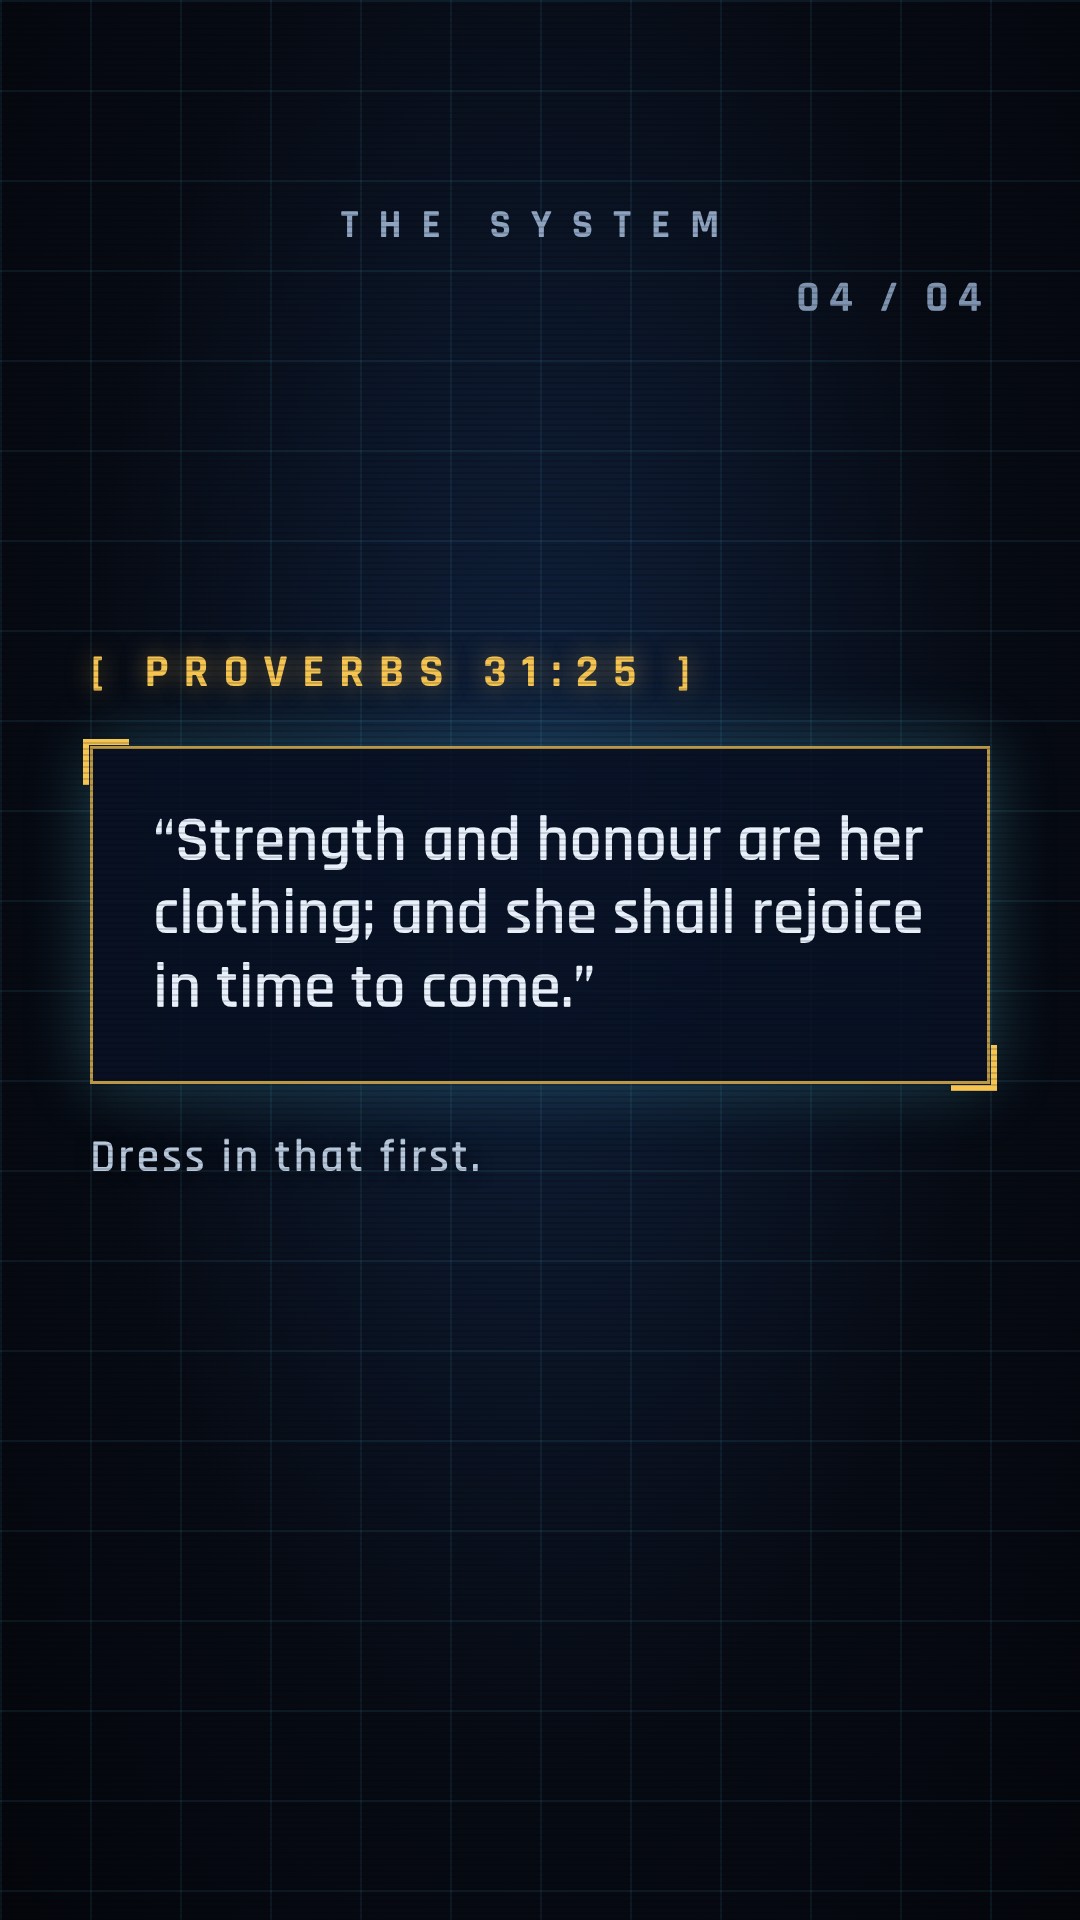 THE SYSTEM
04 / 04
[ PROVERBS 31:25 ]
“Strength and honour are her
clothing; and she shall rejoice
in time to come.”
Dress in that first.